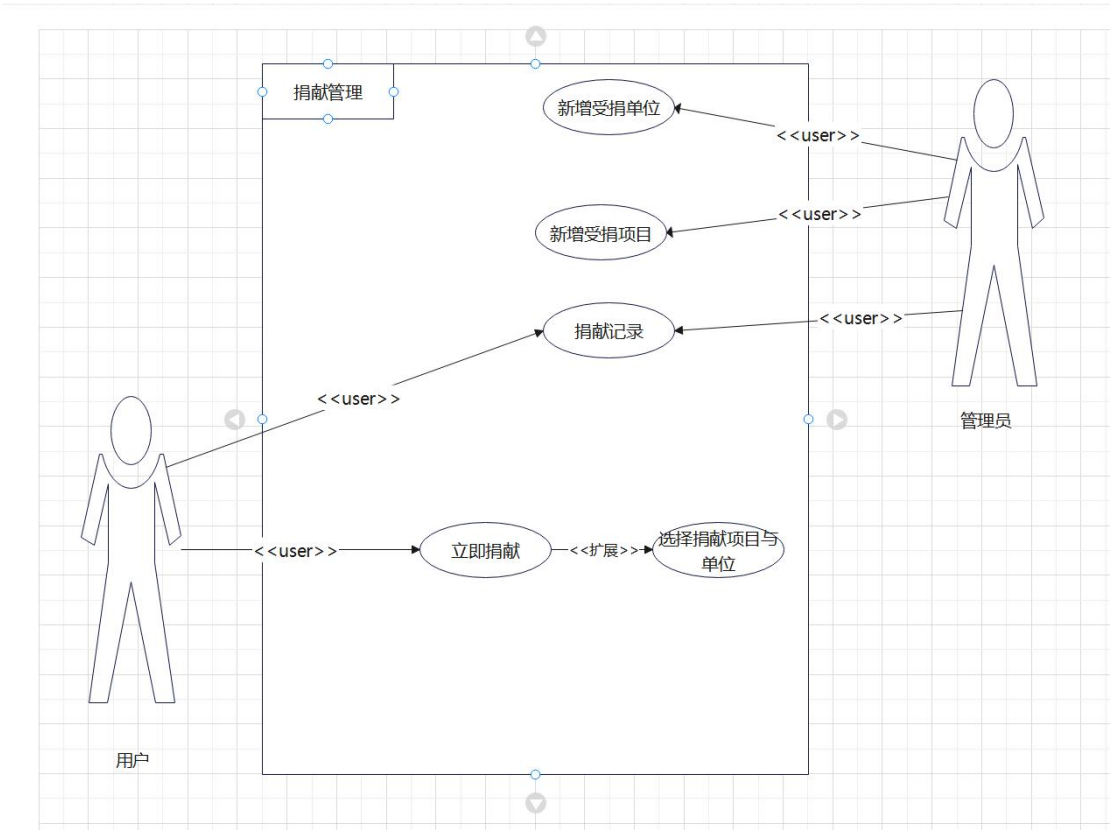 捐献管理
新增受捐单位
<<user>>
新增受捐项目
<<user>>
捐献记录
<<user>>
<<user>>
管理员
<<user>>
立即捐献
<<扩展>>
选择捐献项目与
单位
用户